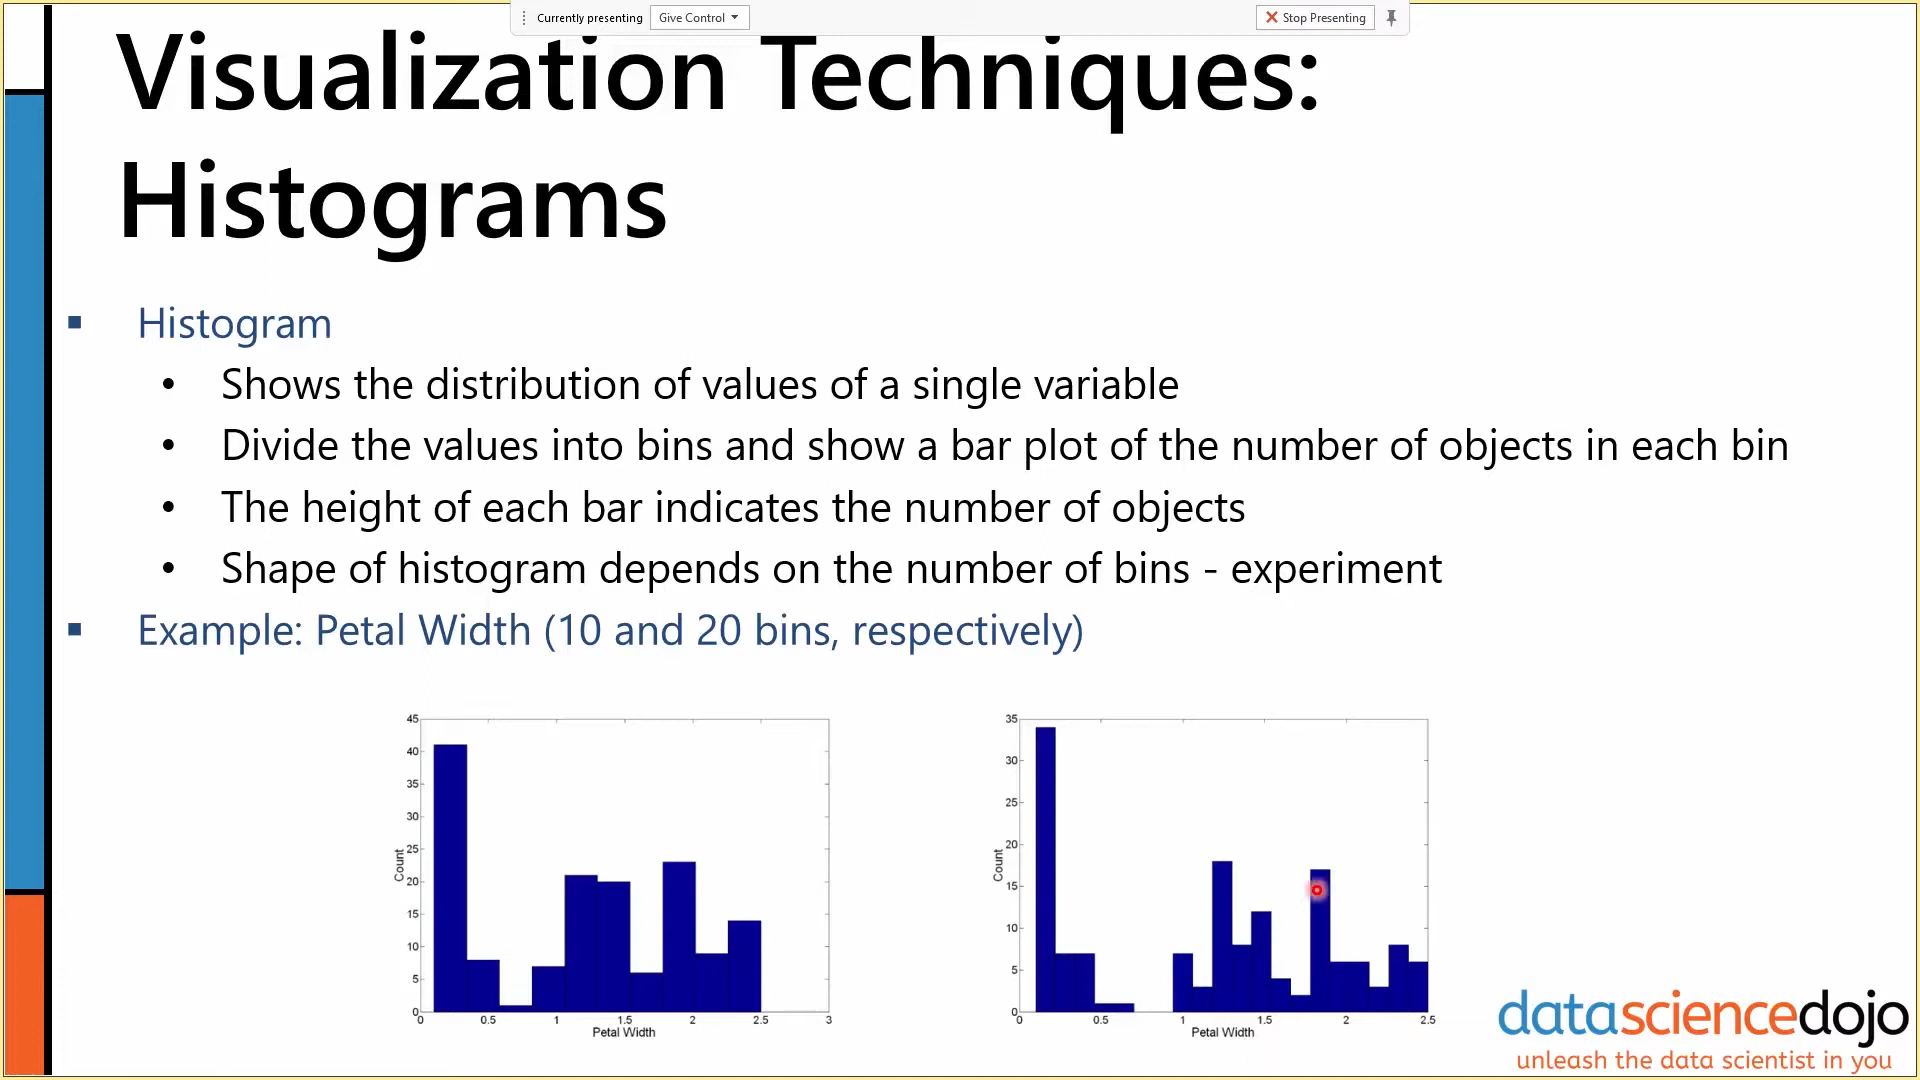 Currently presenting
Give Control
Stop Presenting
Visualization Techniques:
Histograms
Histogram
Shows the distribution of values of a single variable
Divide the values into bins and show a bar plot of the number of objects in each bin
The height of each bar indicates the number of objects
Shape of histogram depends on the number of bins - experiment
Example: Petal Width (10 and 20 bins, respectively)
45
40
35
30
25
20
15
10
5
0
Count
0 0.5 1 1.5 2 2.5 3
Petal Width
35
30
25
20
15
10
5
0
Count
0 0.5 1 1.5 2 2.5
Petal Width
datasciencedojo
unleash the data scientist in you